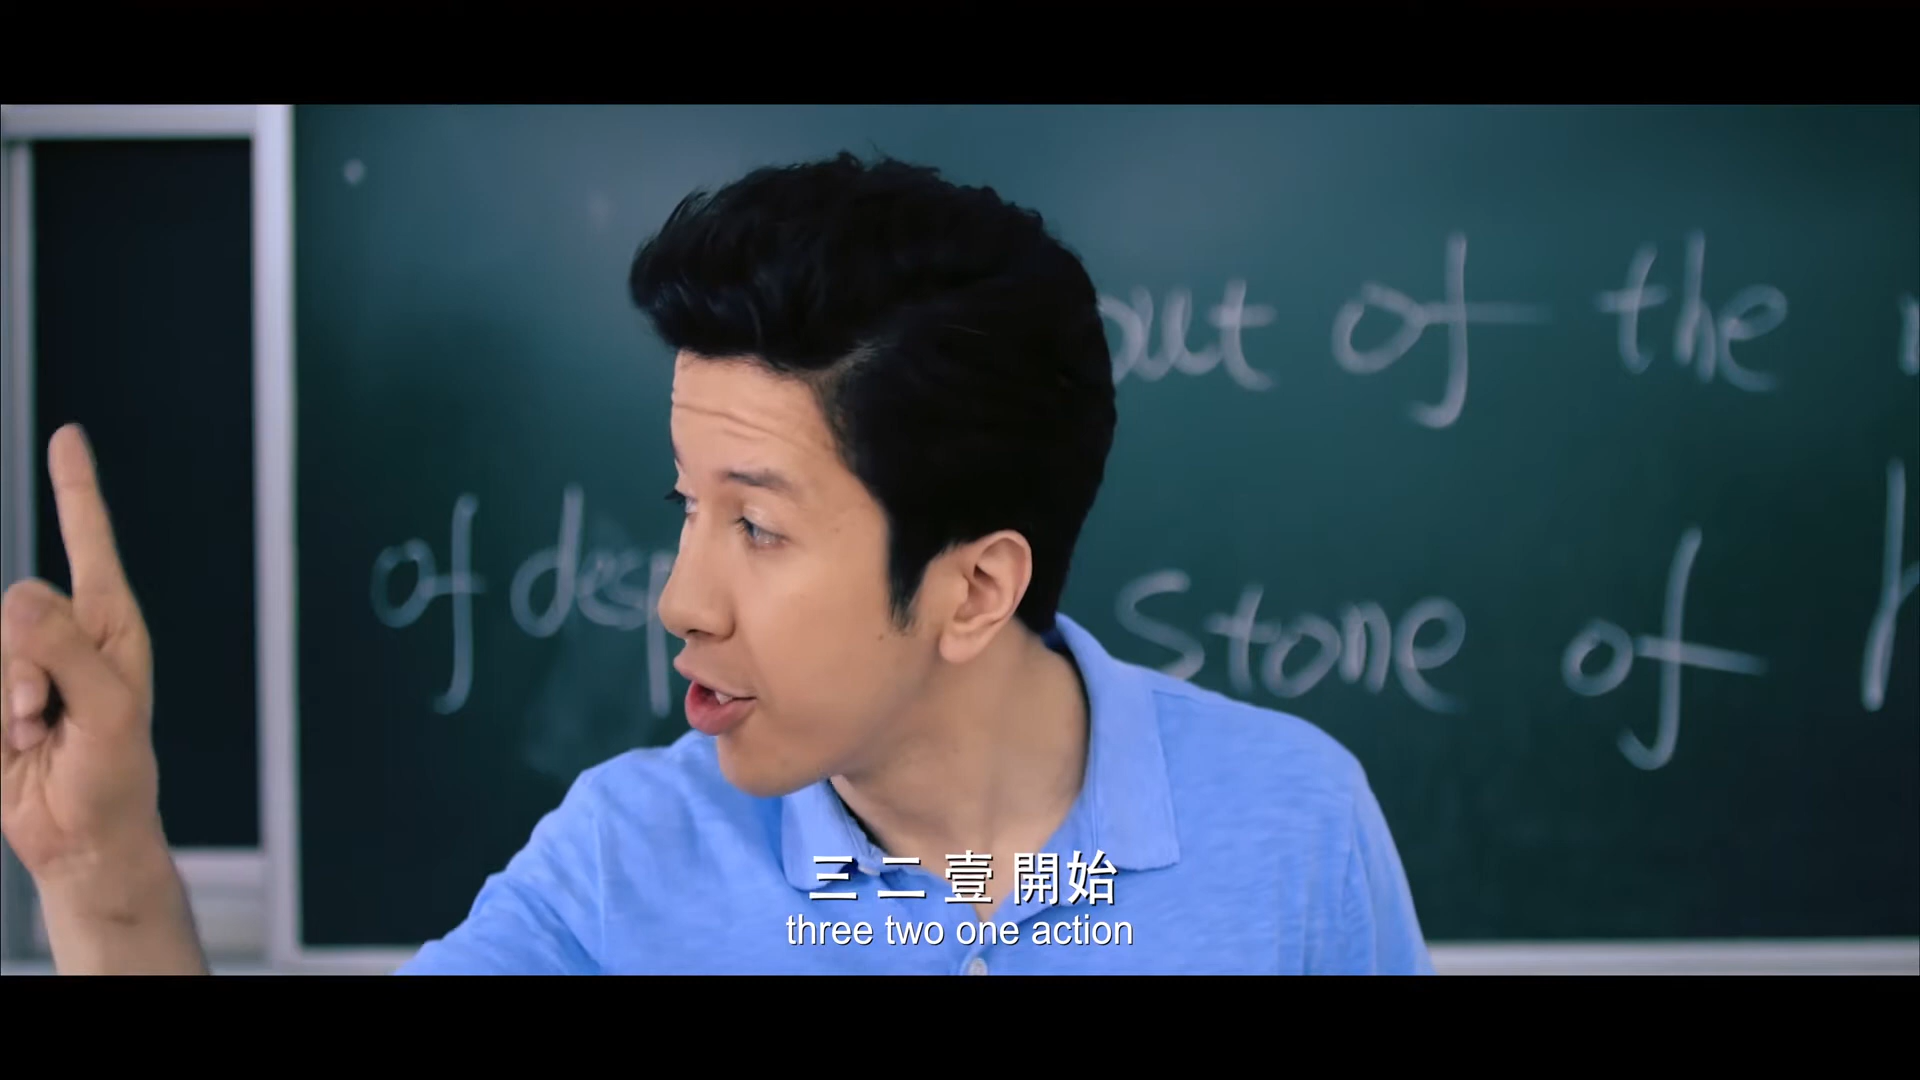 out of the
of desp
stone of
三 二 壹 開始
three two one action